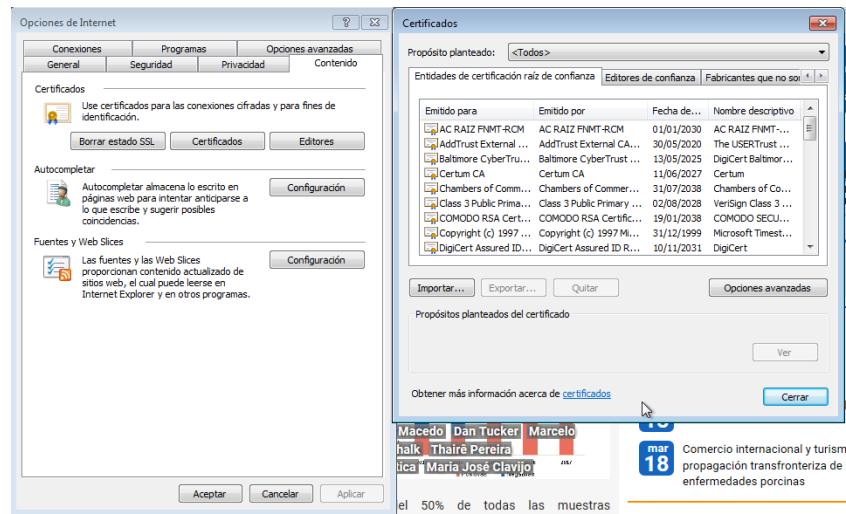 Opciones de Internet
Conexiones Programas Opciones avanzadas
General Seguridad Privacidad Contenido
Certificados
Use certificados para las conexiones cifradas y para fines de
identificación.
Borrar estado SSL Certificados Editores
Autocompletar
Autocompletar almacena lo escrito en
páginas web para intentar anticiparse a
lo que escribe y sugerir posibles
coincidencias.
Configuración
Fuentes y Web Slices
Las fuentes y las Web Slices
proporcionan contenido actualizado de
sitios web, el cual puede leerse en
Internet Explorer y en otros programas.
Configuración
Aceptar Cancelar Aplicar
Certificados
Propósito planteado: <Todos>
Entidades de certificación raíz de confianza Editores de confianza Fabricantes que no son
Emitido para Emitido por Fecha de... Nombre descriptivo
AC RAIZ FNMT-RCM AC RAIZ FNMT-RCM 01/01/2030 AC RAIZ FNMT-...
AddTrust External ... AddTrust External CA... 30/05/2020 The USERTrust ...
Baltimore CyberTru... Baltimore CyberTrust ... 13/05/2025 DigiCert Baltimor...
Certum CA Certum CA 11/06/2027 Certum
Chambers of Comm... Chambers of Commer... 31/07/2038 Chambers of Co...
Class 3 Public Prima... Class 3 Public Primary ... 02/08/2028 VeriSign Class 3 ...
COMODO RSA Cert... COMODO RSA Certific... 19/01/2038 COMODO SECU...
Copyright (c) 1997 ... Copyright (c) 1997 Mi... 31/12/1999 Microsoft Timest...
DigiCert Assured ID... DigiCert Assured ID R... 10/11/2031 DigiCert
Importar... Exportar... Quitar Opciones avanzadas
Propósitos planteados del certificado
Ver
Obtener más información acerca de certificados
Cerrar
Macedo Dan Tucker Marcelo
halk Thairê Pereira
tica Maria José Clavijo
el 50% de todas las muestras
mar
18
Comercio internacional y turism
propagación transfronteriza de
enfermedades porcinas